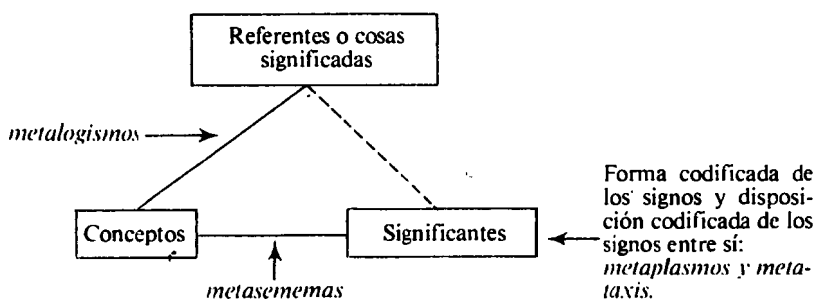 Referentes o cosas
significadas
metalogismos
Forma codificada de
los signos y disposi-
ción codificada de los
signos entre sí:
metaplasmos y meta-
taxis.
Conceptos
Significantes
metasememas